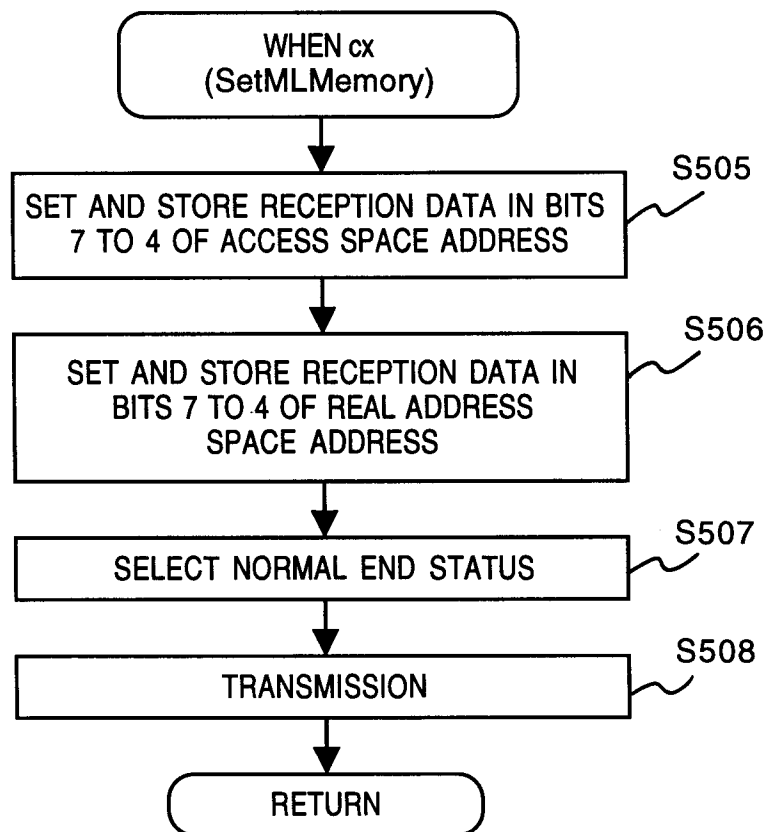 WHEN cx
(SetMLMemory)
S505
SET AND STORE RECEPTION DATA IN BITS
7 TO 4 OF ACCESS SPACE ADDRESS
S506
SET AND STORE RECEPTION DATA IN
BITS 7 TO 4 OF REAL ADDRESS
SPACE ADDRESS
S507
SELECT NORMAL END STATUS
S508
TRANSMISSION
RETURN